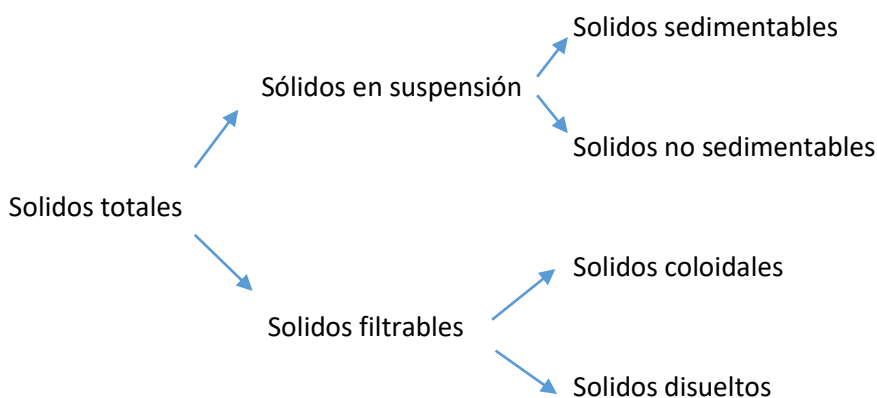 Solidos sedimentables
Sólidos en suspensión
Solidos no sedimentables
Solidos totales
Solidos coloidales
Solidos filtrables
Solidos disueltos